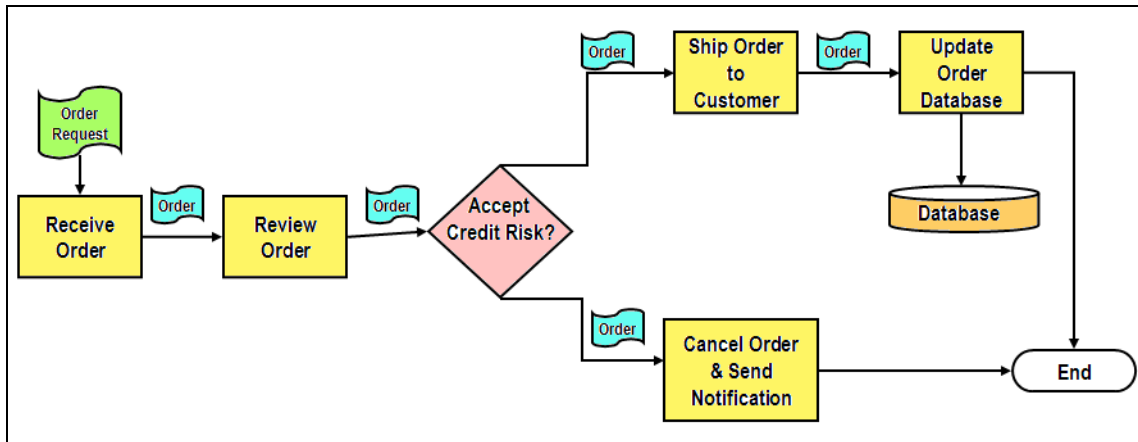 Order
Request
Receive
Order
Order
Review
Order
Order
Accept
Credit Risk?
Order
Ship Order
to
Customer
Order
Update
Order
Database
Database
Order
Cancel Order
& Send
Notification
End